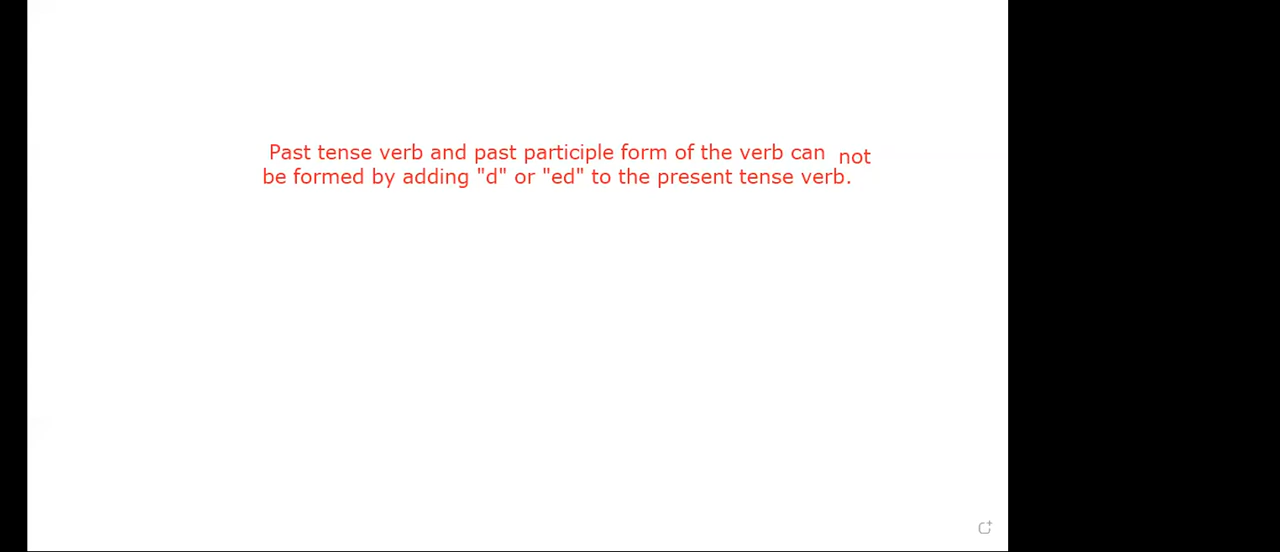 Past tense verb and past participle form of the verb can not
be formed by adding "d" or "ed" to the present tense verb.